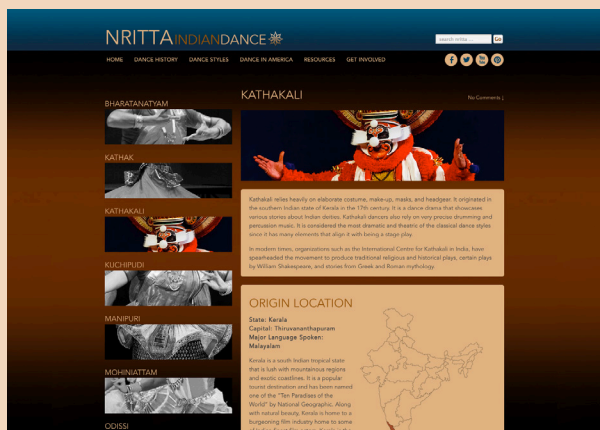 NRITTAINDIANDANCE
search nritta ... Go
HOME DANCE HISTORY DANCE STYLES DANCE IN AMERICA RESOURCES GET INVOLVED
KATHAKALI
No Comments ;
BHARATANATYAM
KATHAK
KATHAKALI
KUCHIPUDI
MANIPURI
MOHINIATTAM
ODISSI
Kathakali relies heavily on elaborate costume, make-up, masks, and headgear. It originated in
the southern Indian state of Kerala in the 17th century. It is a dance drama that showcases
various stories about Indian deities. Kathakali dancers also rely on very precise drumming and
percussion music. It is considered the most dramatic and theatric of the classical dance styles
since it has many elements that align it with being a stage play.
In modern times, organizations such as the International Centre for Kathakali in India, have
spearheaded the movement to produce traditional religious and historical plays, certain plays
by William Shakespeare, and stories from Greek and Roman mythology.
ORIGIN LOCATION
State: Kerala
Capital: Thiruvananthapuram
Major Language Spoken:
Malayalam
Kerala is a south Indian tropical state
that is lush with mountainous regions
and exotic coastlines. It is a popular
tourist destination and has been named
one of the "Ten Paradises of the
World" by National Geographic. Along
with natural beauty, Kerala is home to a
burgeoning film industry home to some